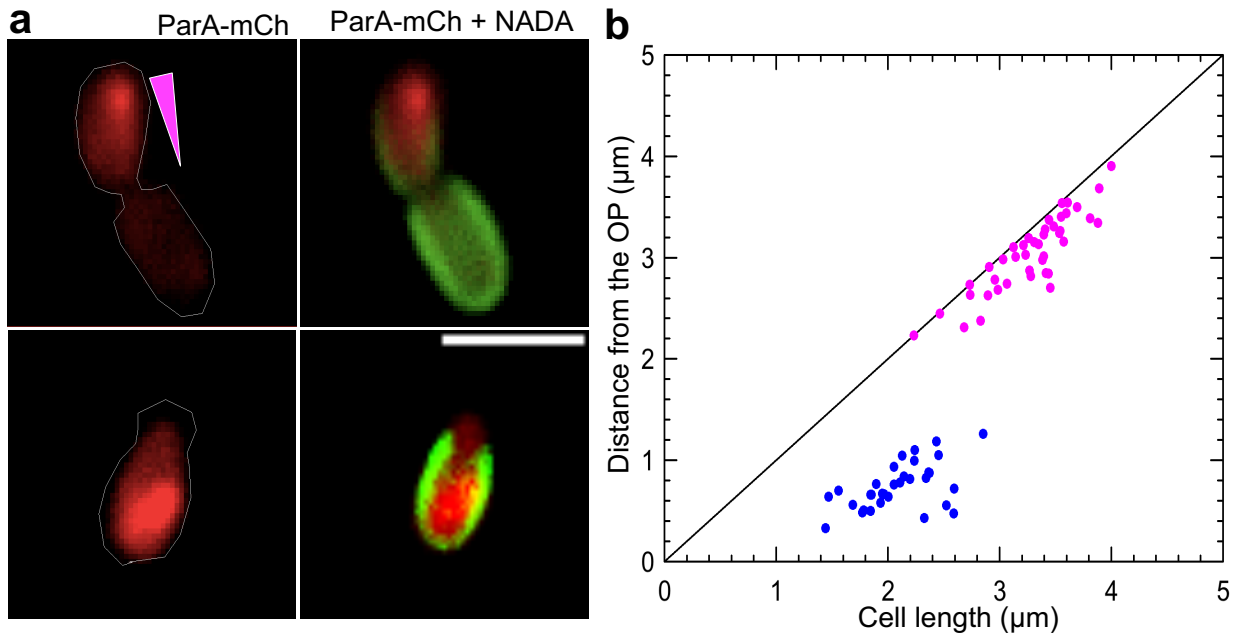 a
ParA-mCh
ParA-mCh + NADA
b
Distance from the OP (µm)
5
4
3
2
1
0
0 1 2 3 4 5
Cell length (µm)